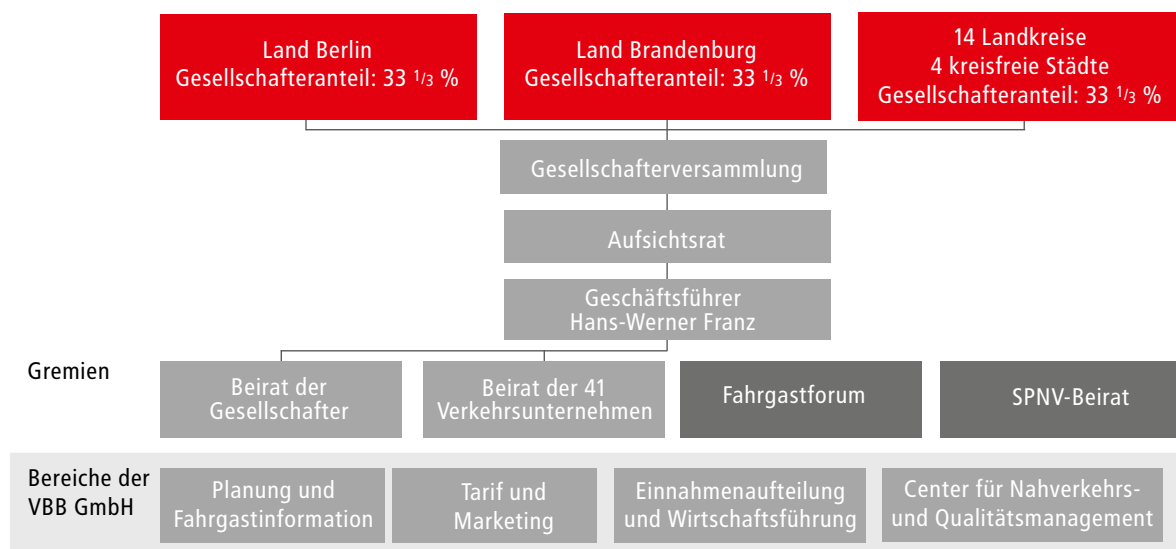 Land Berlin
Gesellschafteranteil: 33 1/3 %
Land Brandenburg
Gesellschafteranteil: 33 1/3 %
14 Landkreise
4 kreisfreie Städte
Gesellschafteranteil: 33 1/3 %
Gesellschafterversammlung
Aufsichtsrat
Geschäftsführer
Hans-Werner Franz
Gremien
Beirat der
Gesellschafter
Beirat der 41
Verkehrsunternehmen
Fahrgastforum
SPNV-Beirat
Bereiche der
VBB GmbH
Planung und
Fahrgastinformation
Tarif und
Marketing
Einnahmenaufteilung
und Wirtschaftsführung
Center für Nahverkehrs-
und Qualitätsmanagement